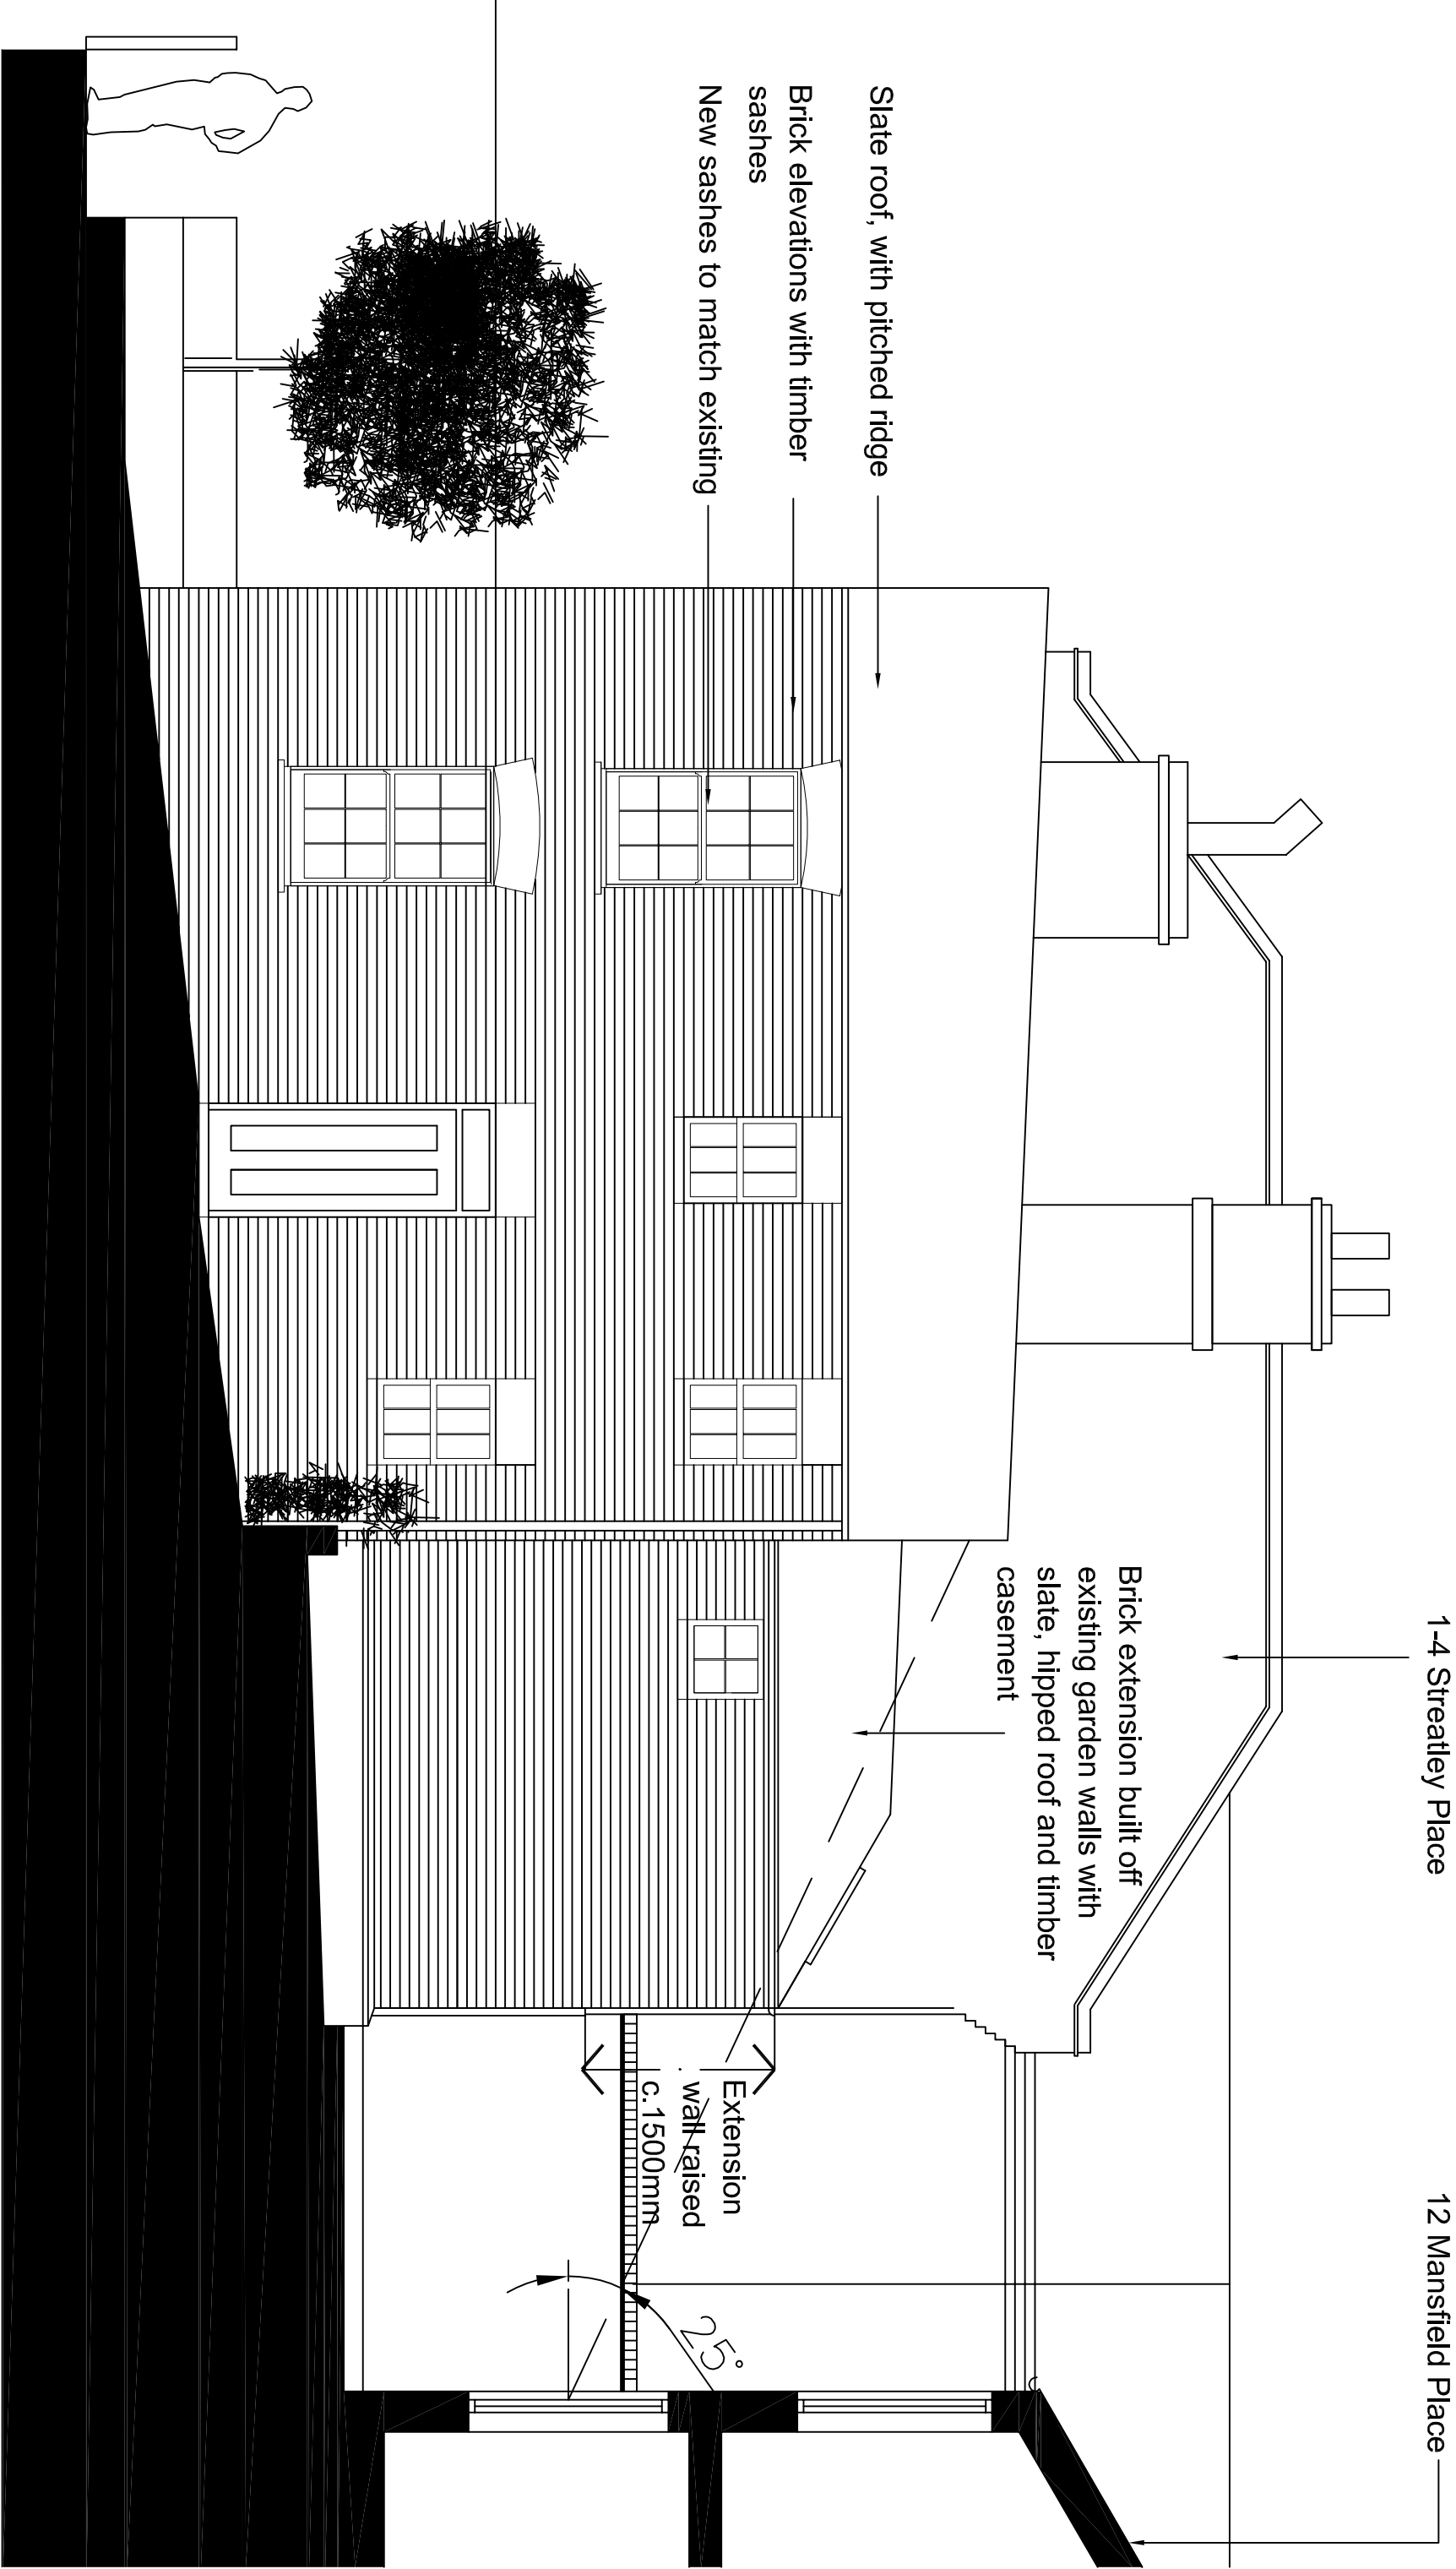 1-4 Streatley Place
12 Mansfield Place
Brick extension built off
existing garden walls with
slate, hipped roof and timber
casement
Slate roof, with pitched ridge
Brick elevations with timber
sashes
New sashes to match existing
Extension
wall raised
c.1500mm
25°